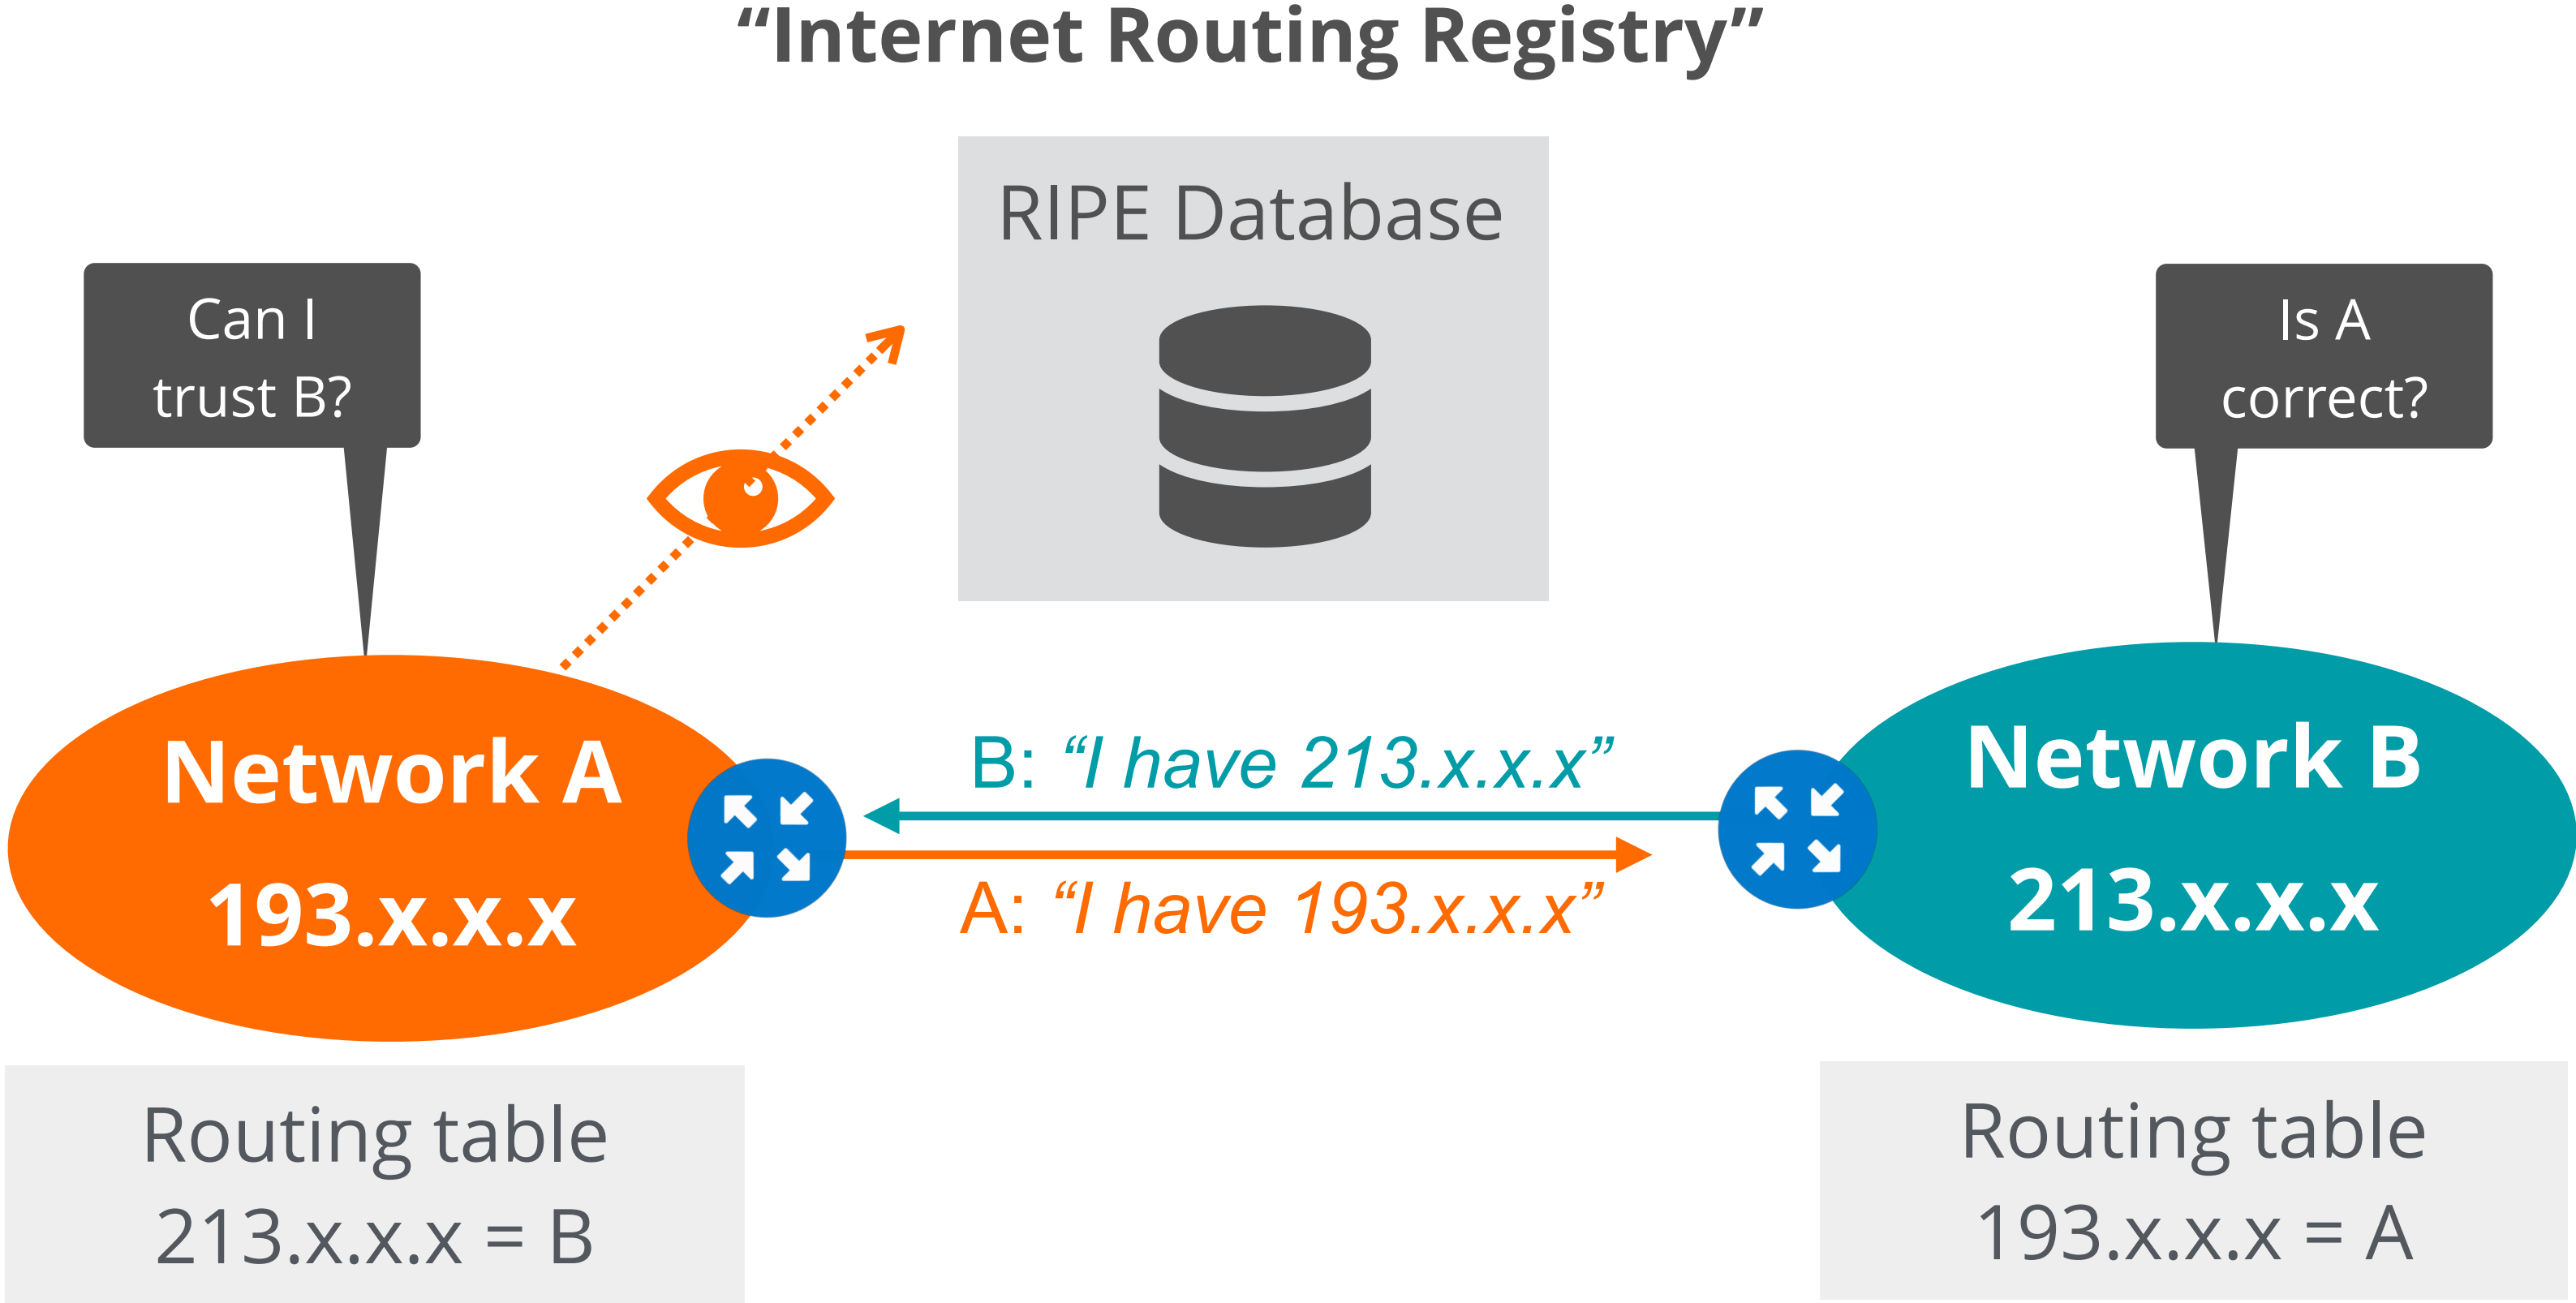 “Internet Routing Registry”
RIPE Database
Can I
trust B?
Is A
correct?
Network A
193.x.x.x
B: “I have 213.x.x.x”
A: “I have 193.x.x.x”
Network B
213.x.x.x
Routing table
213.x.x.x = B
Routing table
193.x.x.x = A